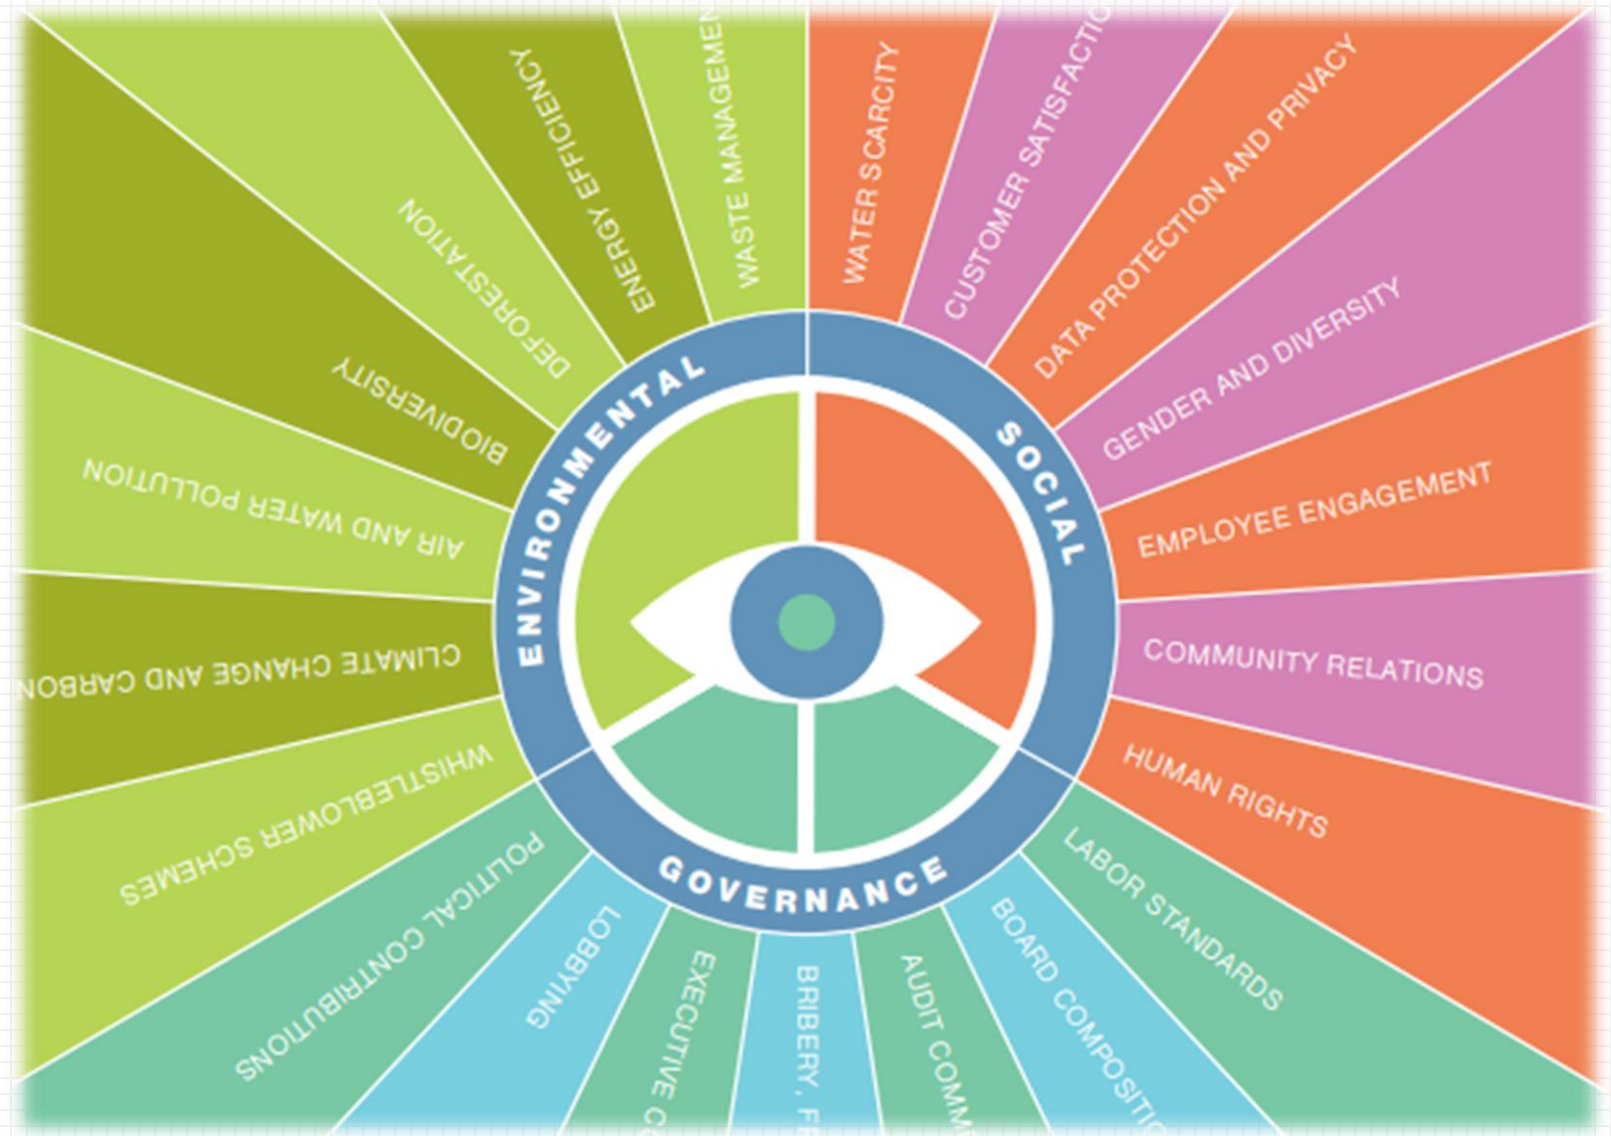 ENVIRONMENTAL
SOCIAL
GOVERNANCE
WASTE MANAGEMEN
WATER SCARCITY
CUSTOMER SATISFACTIO
DATA PROTECTION AND PRIVACY
GENDER AND DIVERSITY
EMPLOYEE ENGAGEMENT
COMMUNITY RELATIONS
HUMAN RIGHTS
LABOR STANDARDS
BOARD COMPOSITIO
AUDIT COMM
BRIBERY, F
EXECUTIVE C
LOBBYING
POLITICAL CONTRIBUTIONS
WHISTLEBLOWER SCHEMES
CLIMATE CHANGE AND CARBON
AIR AND WATER POLLUTION
BIODIVERSITY
DEFORESTATION
ENERGY EFFICIENCY